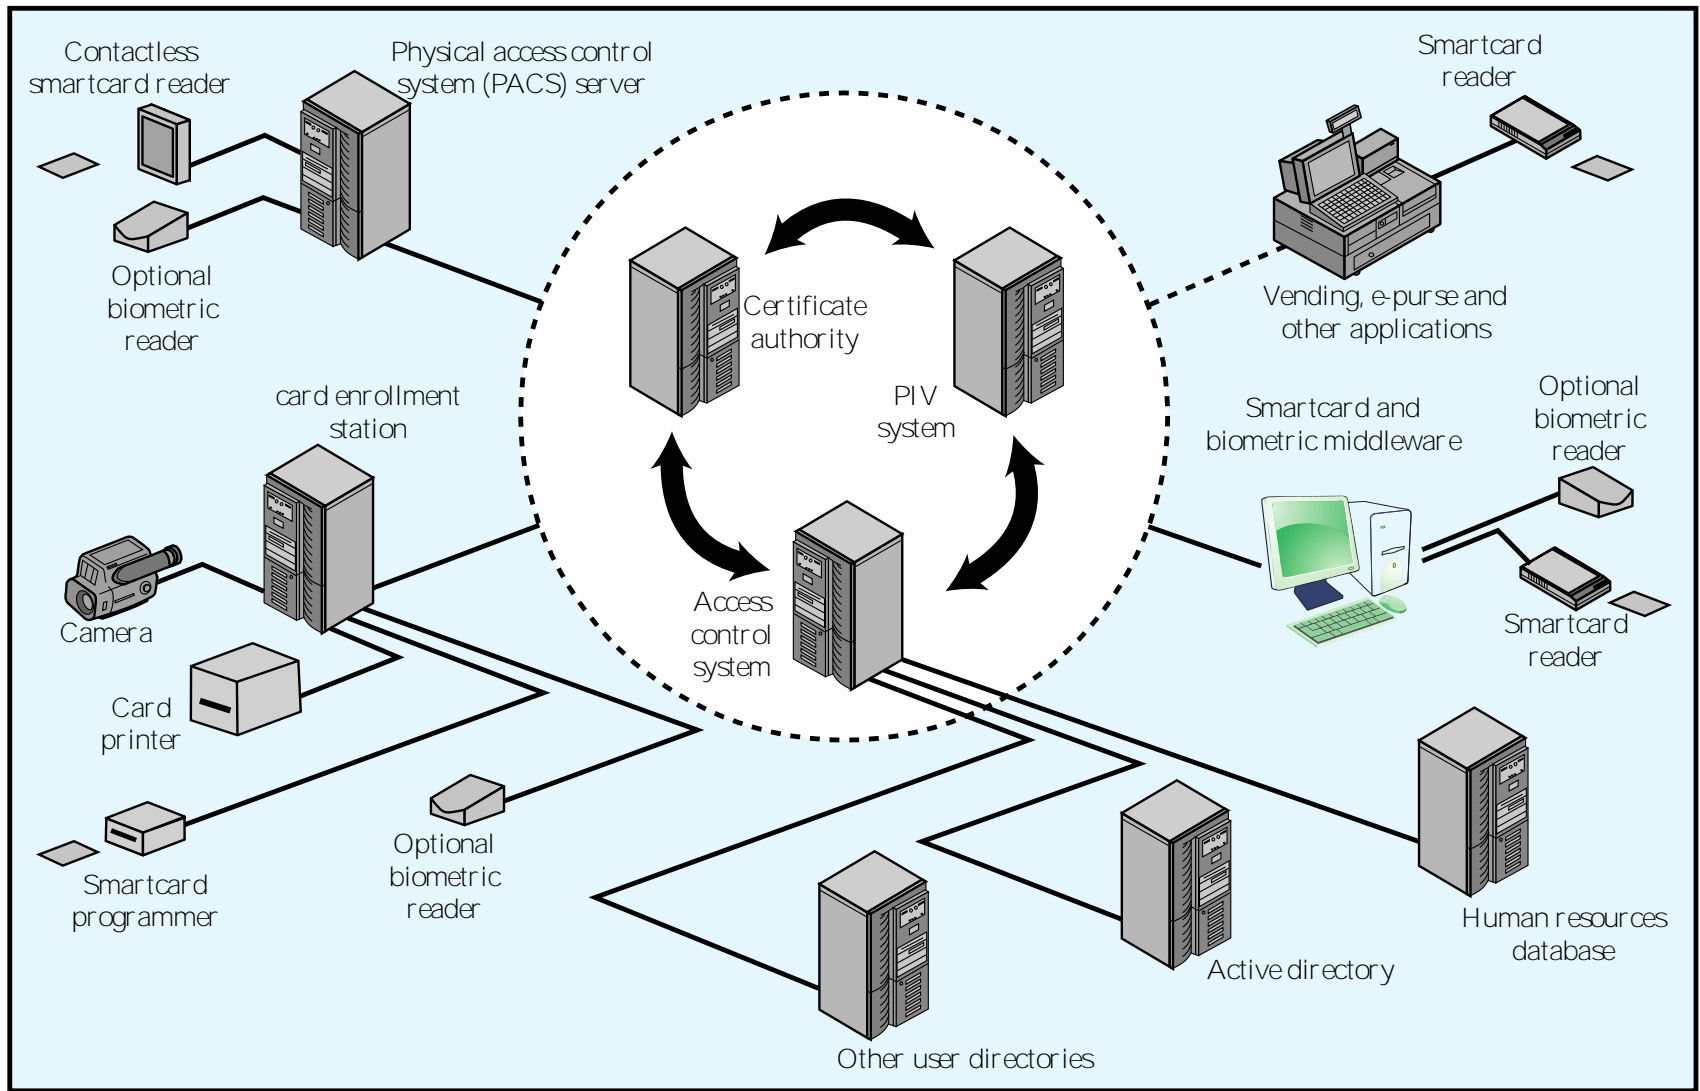 Contactless
smartcard reader
Physical access control
system (PACS) server
Smartcard
reader
Optional
biometric
reader
Certificate
authority
Vending, e-purse and
other applications
card enrollment
station
PIV
system
Smartcard and
biometric middleware
Optional
biometric
reader
Camera
Access
control
system
Smartcard
reader
Card
printer
Smartcard
programmer
Optional
biometric
reader
Human resources
database
Active directory
Other user directories